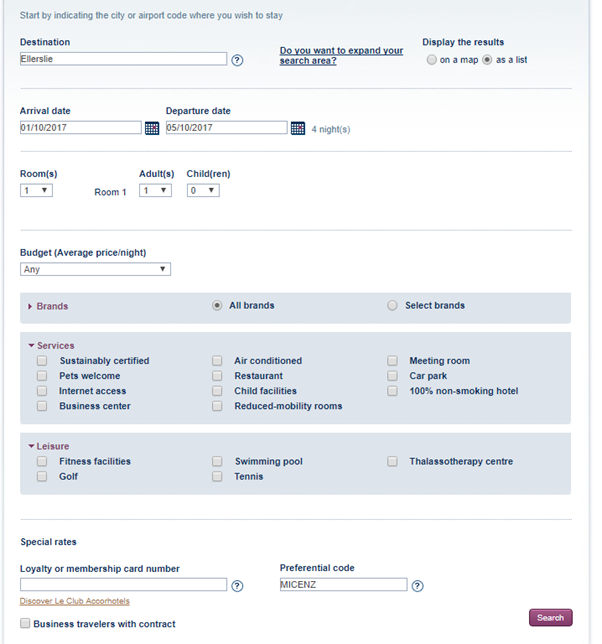 Start by indicating the city or airport code where you wish to stay
Destination
Ellerslie
?
Do you want to expand your
search area?
Display the results
on a map
as a list
Arrival date
Departure date
01/10/2017
05/10/2017
4 night(s)
Room(s)
Adult(s)
Child(ren)
1
Room 1
1
0
Budget (Average price/night)
Any
Brands
All brands
Select brands
Services
Sustainably certified
Air conditioned
Meeting room
Pets welcome
Restaurant
Car park
Internet access
Child facilities
100% non-smoking hotel
Business center
Reduced-mobility rooms
Leisure
Fitness facilities
Swimming pool
Thalassotherapy centre
Golf
Tennis
Special rates
Loyalty or membership card number
Preferential code
?
MICENZ
?
Discover Le Club Accorhotels
Search
Business travelers with contract